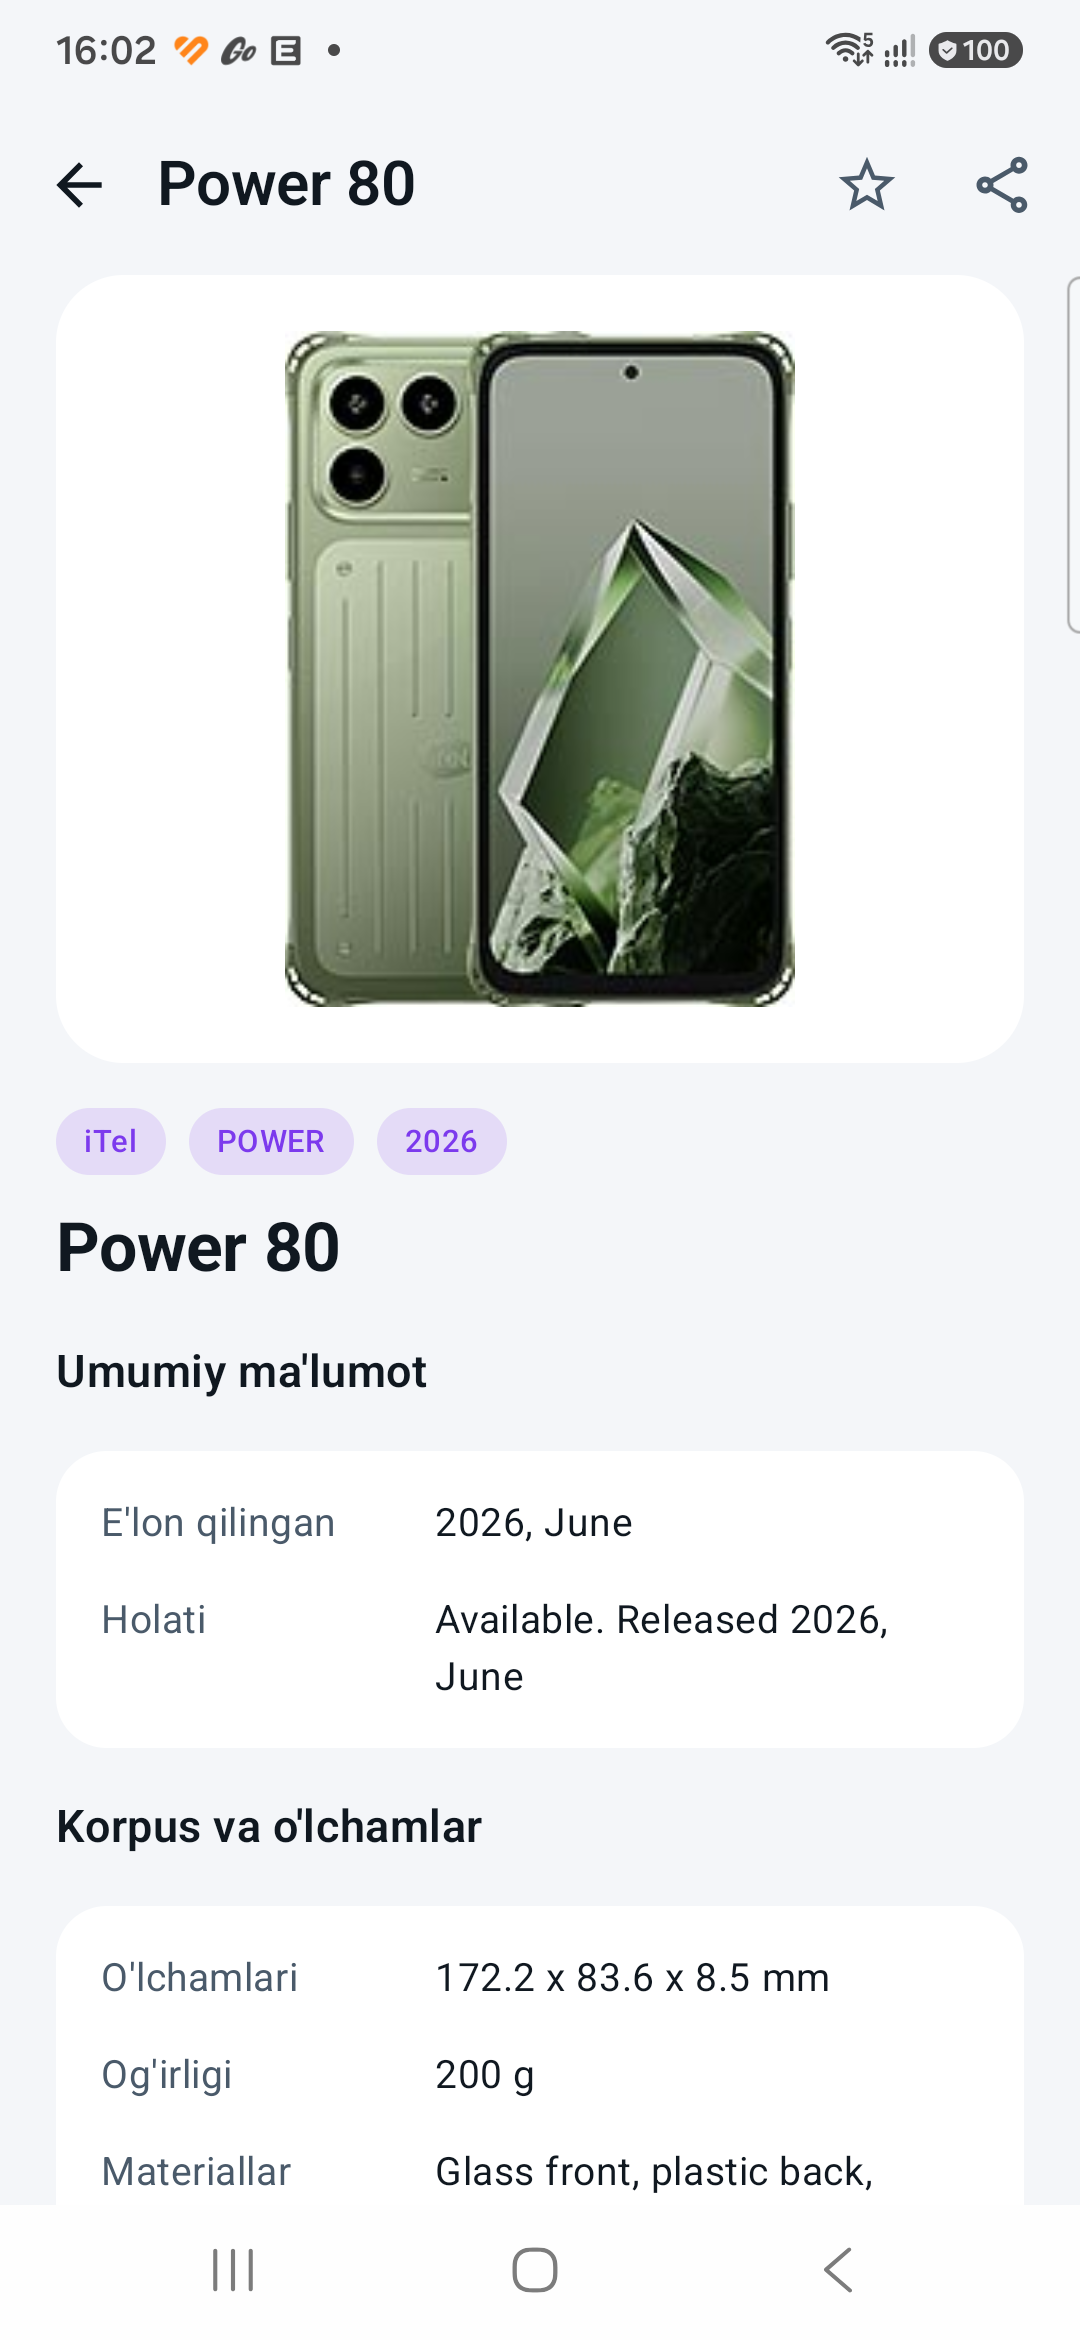 16:02 Go E
5 100
Power 80
iTel POWER 2026
Power 80
Umumiy ma'lumot
E'lon qilingan 2026, June
Holati Available. Released 2026,
June
Korpus va o'lchamlar
O'lchamlari 172.2 x 83.6 x 8.5 mm
Og'irligi 200 g
Materiallar Glass front, plastic back,